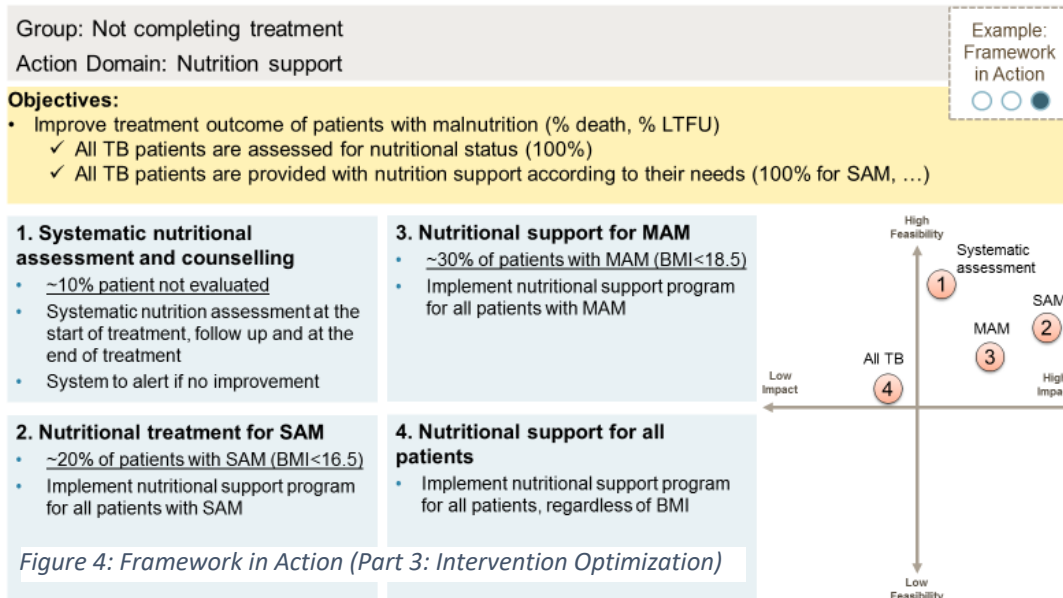 Group: Not completing treatment
Action Domain: Nutrition support
Example:
Framework
in Action
Objectives:
• Improve treatment outcome of patients with malnutrition (% death, % LTFU)
✓ All TB patients are assessed for nutritional status (100%)
✓ All TB patients are provided with nutrition support according to their needs (100% for SAM, …)
1. Systematic nutritional
assessment and counselling
• ~10% patient not evaluated
• Systematic nutrition assessment at the
start of treatment, follow up and at the
end of treatment
• System to alert if no improvement
2. Nutritional treatment for SAM
• ~20% of patients with SAM (BMI<16.5)
• Implement nutritional support program
for all patients with SAM
3. Nutritional support for MAM
• ~30% of patients with MAM (BMI<18.5)
• Implement nutritional support program
for all patients with MAM
4. Nutritional support for all
patients
• Implement nutritional support program
for all patients, regardless of BMI
High
Feasibility
Systematic
assessment
1
SAM
2
MAM
3
All TB
4
Low
Impact
High
Impa
Low
Feasibility
Figure 4: Framework in Action (Part 3: Intervention Optimization)